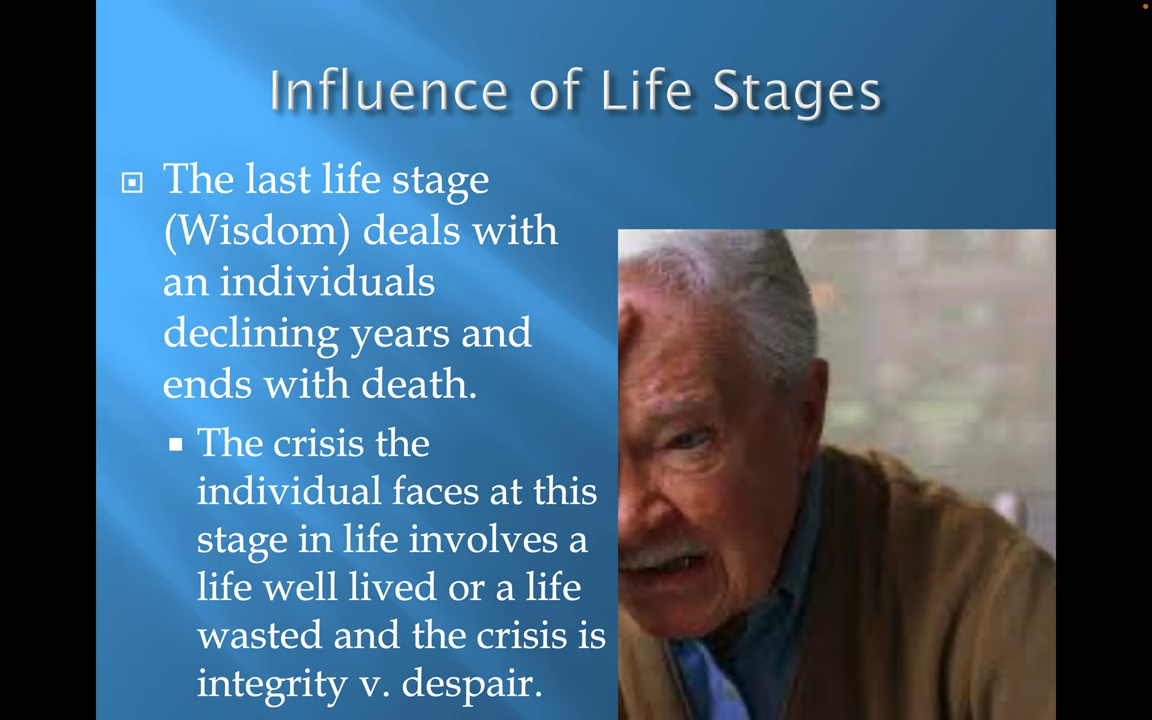 Influence of Life Stages
The last life stage
(Wisdom) deals with
an individuals
declining years and
ends with death.
The crisis the
individual faces at this
stage in life involves a
life well lived or a life
wasted and the crisis is
integrity v. despair.